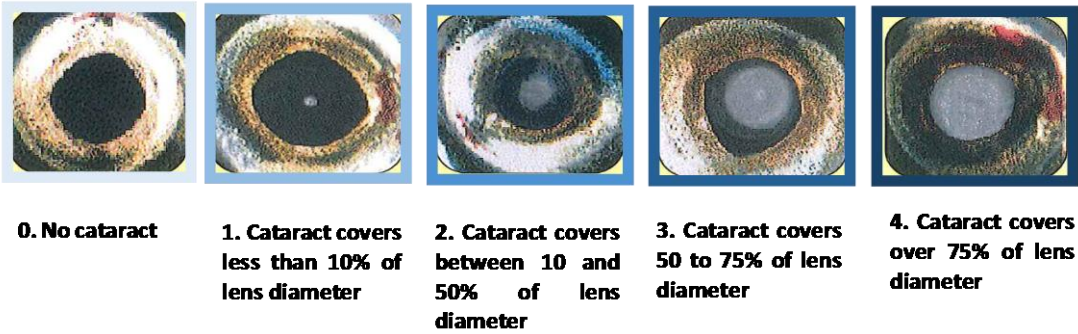 0. No cataract
1. Cataract covers
less than 10% of
lens diameter
2. Cataract covers
between 10 and
50% of lens
diameter
3. Cataract covers
50 to 75% of lens
diameter
4. Cataract covers
over 75% of lens
diameter